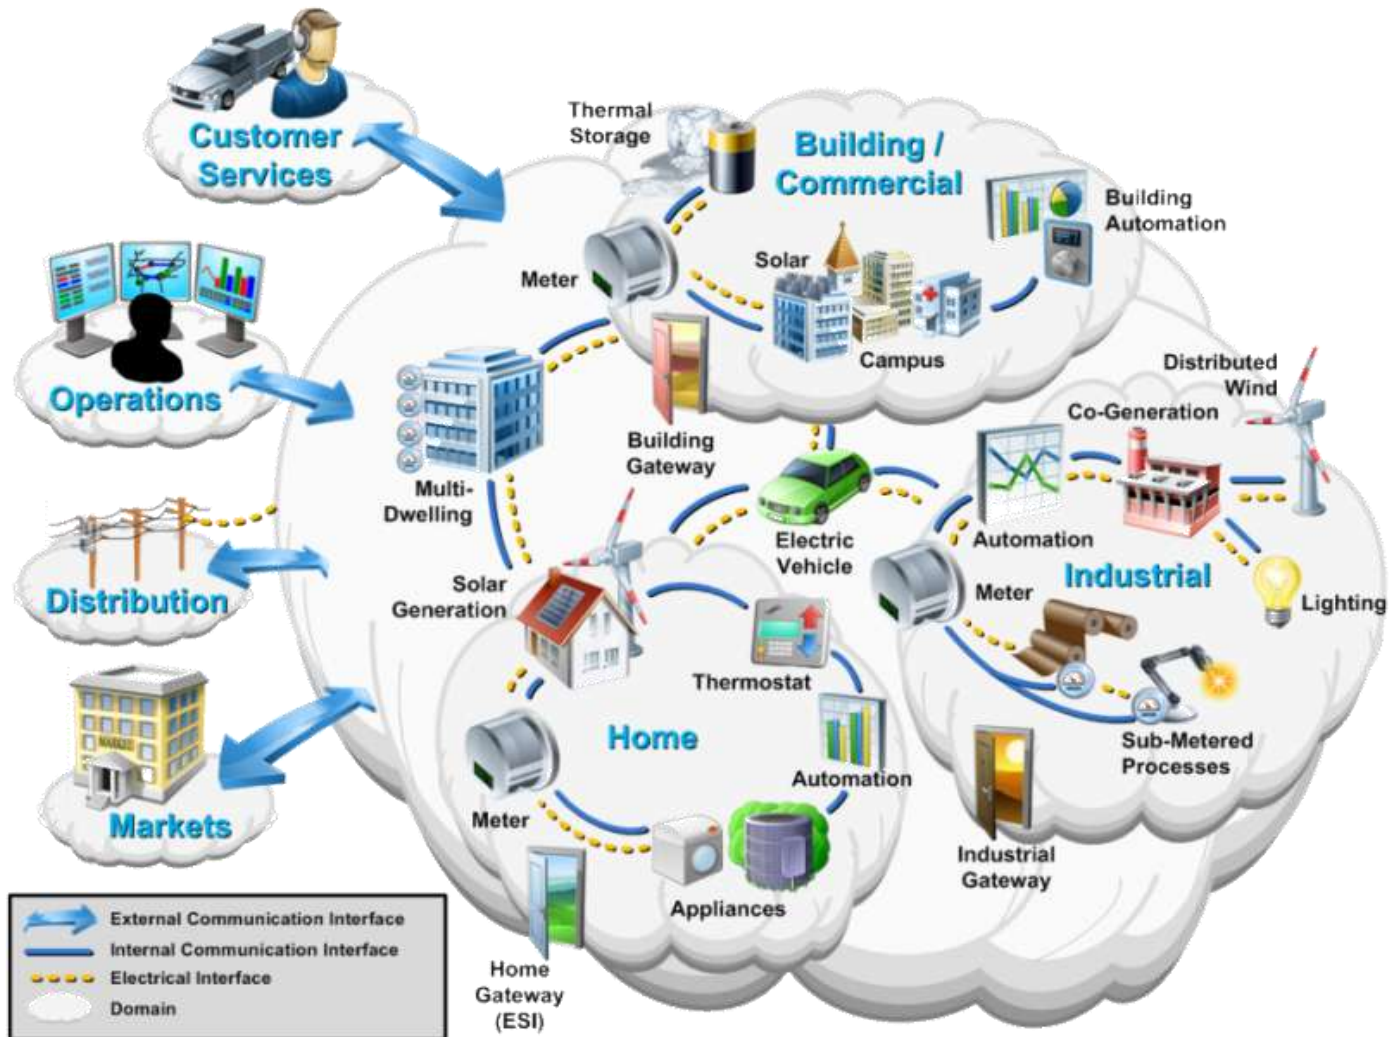 Customer
Services
Thermal
Storage
Building /
Commercial
Building
Automation
Meter
Solar
Campus
Operations
Building
Gateway
Multi-
Dwelling
Distributed
Wind
Co-Generation
Automation
Electric
Vehicle
Industrial
Meter
Lighting
Sub-Metered
Processes
Industrial
Gateway
Distribution
Solar
Generation
Thermostat
Home
Automation
Meter
Appliances
Home
Gateway
(ESI)
MARKET
Markets
External Communication Interface
Internal Communication Interface
Electrical Interface
Domain